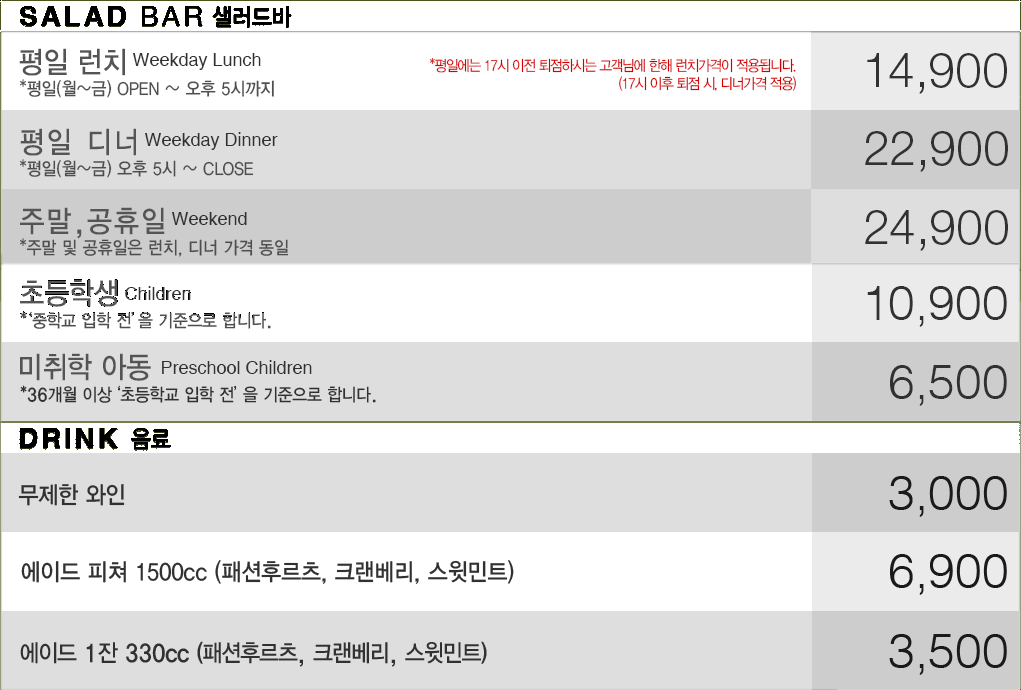 SALAD BAR 샐러드바
평일 런치 Weekday Lunch
*평일(월~금) OPEN ~ 오후 5시까지
*평일에는 17시 이전 퇴점하시는 고객님에 한해 런치가격이 적용됩니다.
(17시 이후 퇴점 시, 디너가격 적용)
14,900
평일 디너 Weekday Dinner
*평일(월~금) 오후 5시 ~ CLOSE
22,900
주말,공휴일 Weekend
*주말 및 공휴일은 런치, 디너 가격 동일
24,900
초등학생 Children
*‘중학교 입학 전’을 기준으로 합니다.
10,900
미취학 아동 Preschool Children
*36개월 이상 ‘초등학교 입학 전’ 을 기준으로 합니다.
6,500
DRINK 음료
무제한 와인
3,000
에이드 피쳐 1500cc (패션후르츠, 크랜베리, 스윗민트)
6,900
에이드 1잔 330cc (패션후르츠, 크랜베리, 스윗민트)
3,500